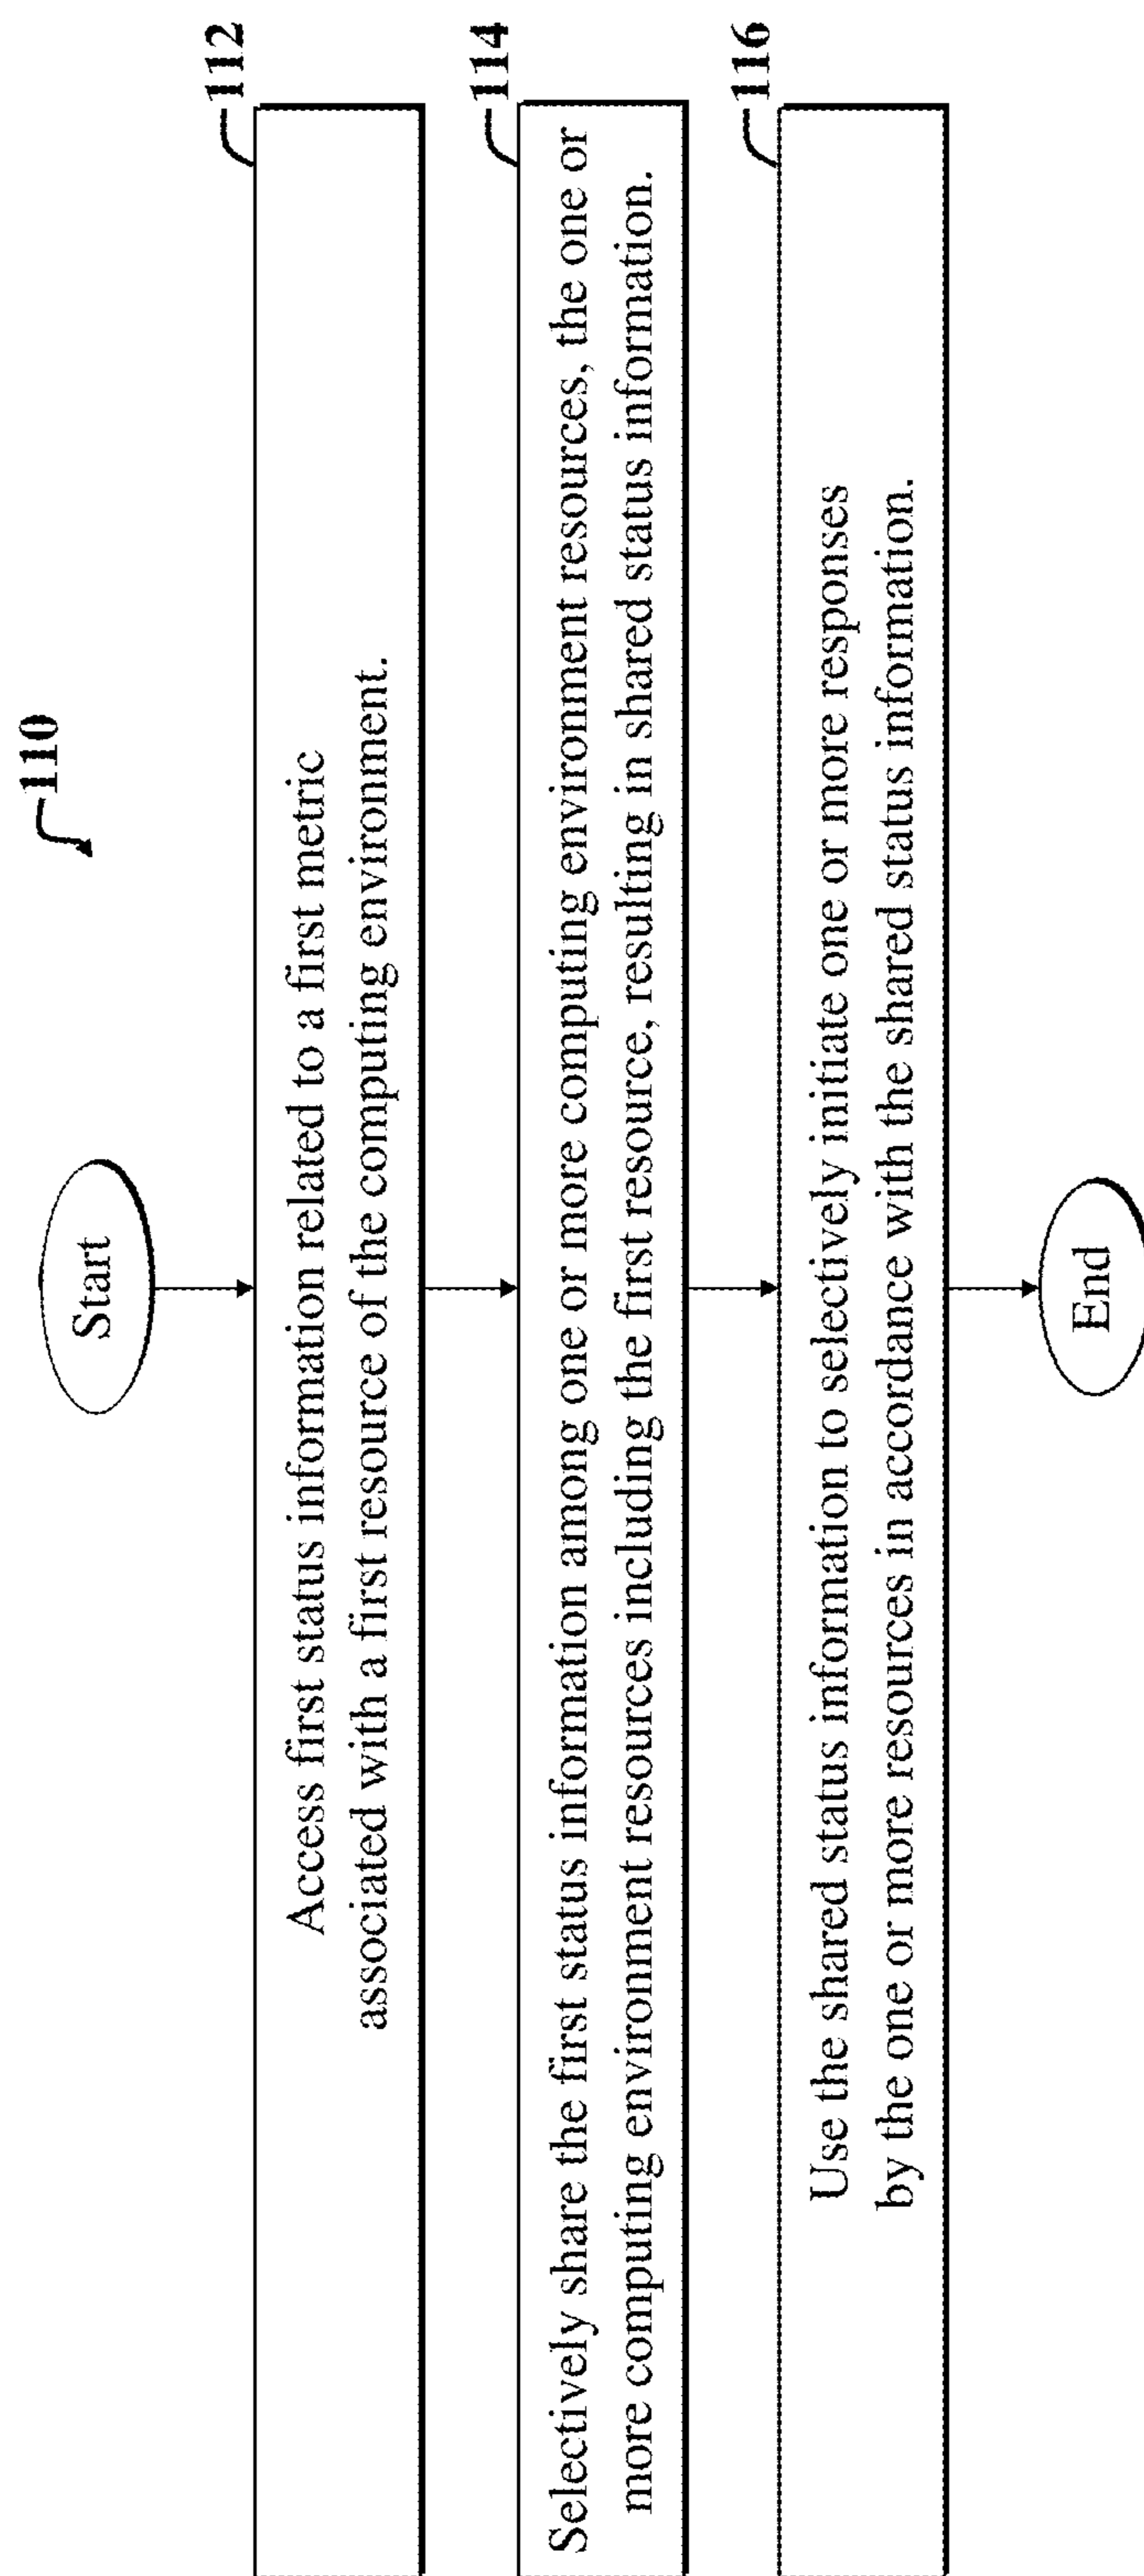 110
Start
112
Access first status information related to a first metric
associated with a first resource of the computing environment.
114
Selectively share the first status information among one or more computing environment resources, the one or
more computing environment resources including the first resource, resulting in shared status information.
116
Use the shared status information to selectively initiate one or more responses
by the one or more resources in accordance with the shared status information.
End